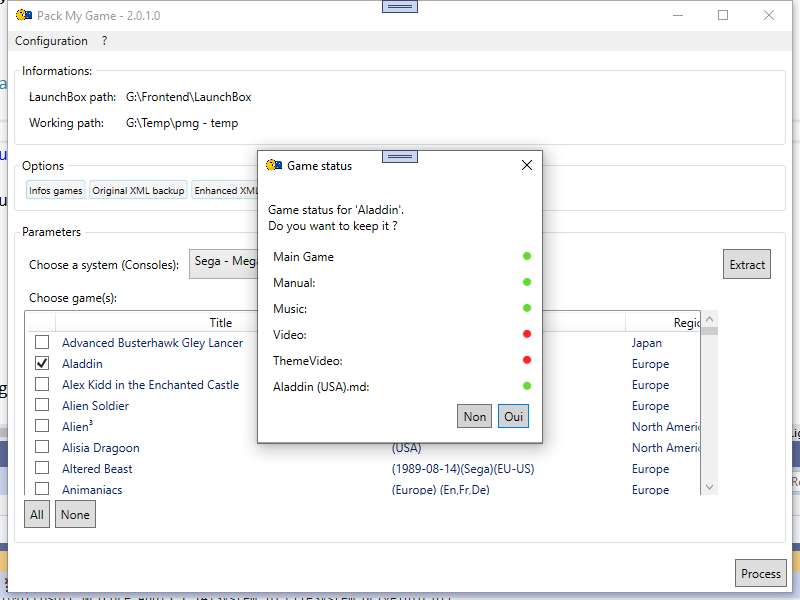 Pack My Game - 2.0.1.0
Configuration ?
Informations:
LaunchBox path: G:\Frontend\LaunchBox
Working path: G:\Temp\pmg - temp
Options
Infos games Original XML backup Enhanced XML
Parameters
Choose a system (Consoles): Sega - Mega
Extract
Choose game(s):
Title Regio
Advanced Busterhawk Gley Lancer Japan
Aladdin Europe
Alex Kidd in the Enchanted Castle Europe
Alien Soldier Europe
Alien³ North Americ
Alisia Dragoon (USA) North Americ
Altered Beast (1989-08-14)(Sega)(EU-US) Europe
Animaniacs (Europe) (En,Fr,De) Europe
All None
Process
Game status
Game status for 'Aladdin'.
Do you want to keep it ?
Main Game
Manual:
Music:
Video:
ThemeVideo:
Aladdin (USA).md:
Non Oui